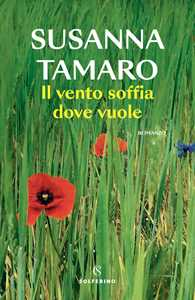 SUSANNA
TAMARO
Il vento soffia
dove vuole
ROMANZO
S
SOLFERINO